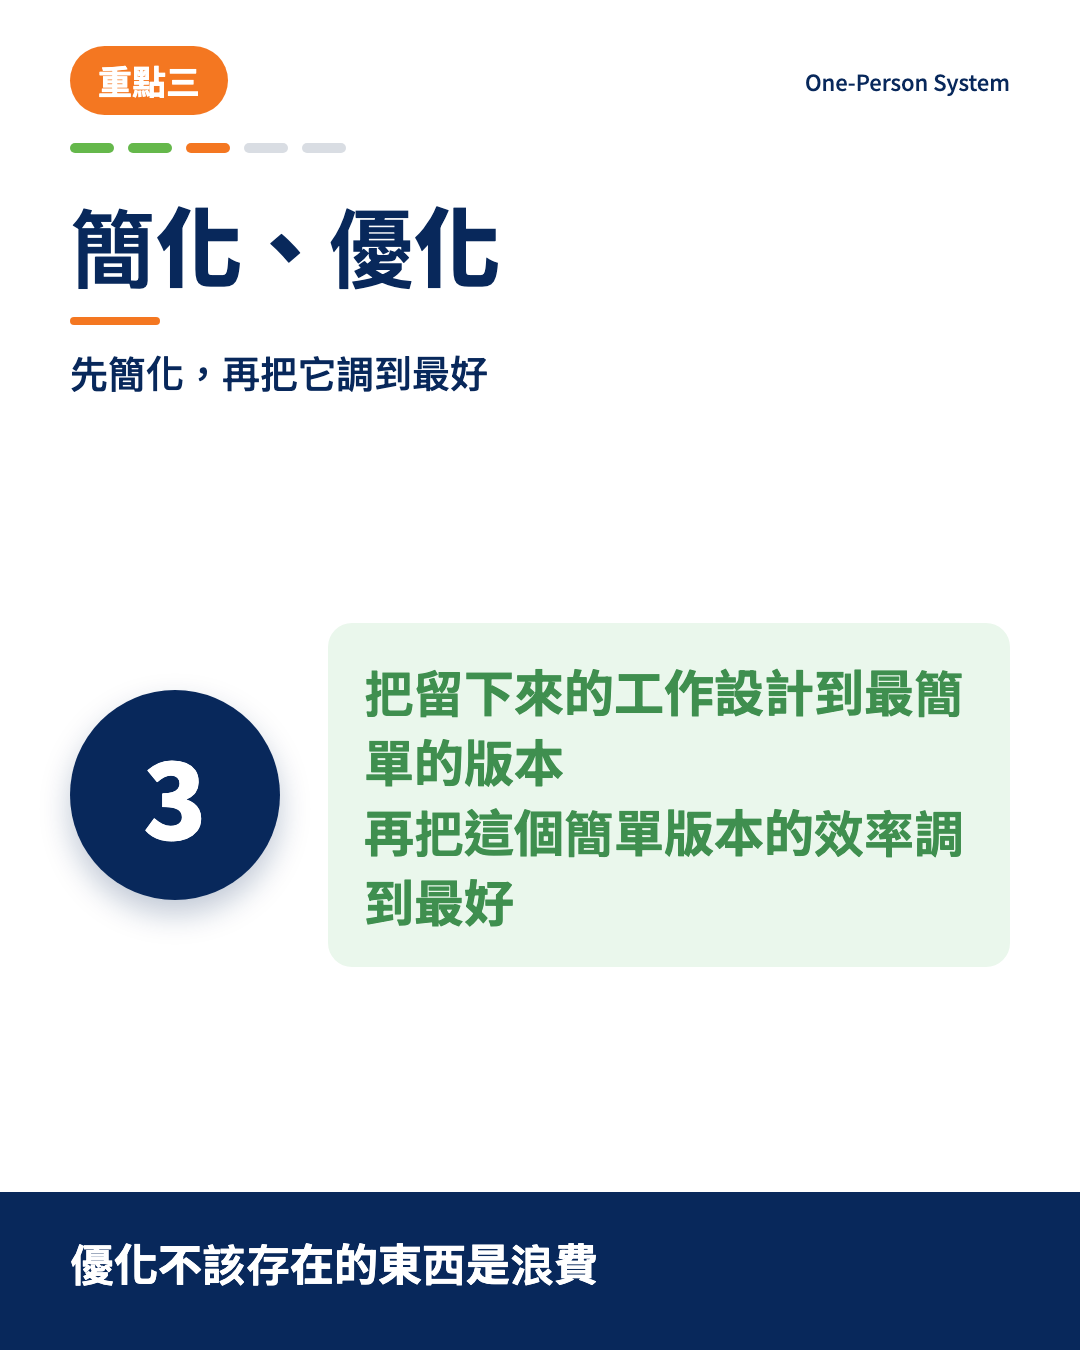 重點三
One-Person System
簡化、優化
先簡化，再把它調到最好
3
把留下來的工作設計到最簡
單的版本
再把這個簡單版本的效率調
到最好
優化不該存在的東西是浪費